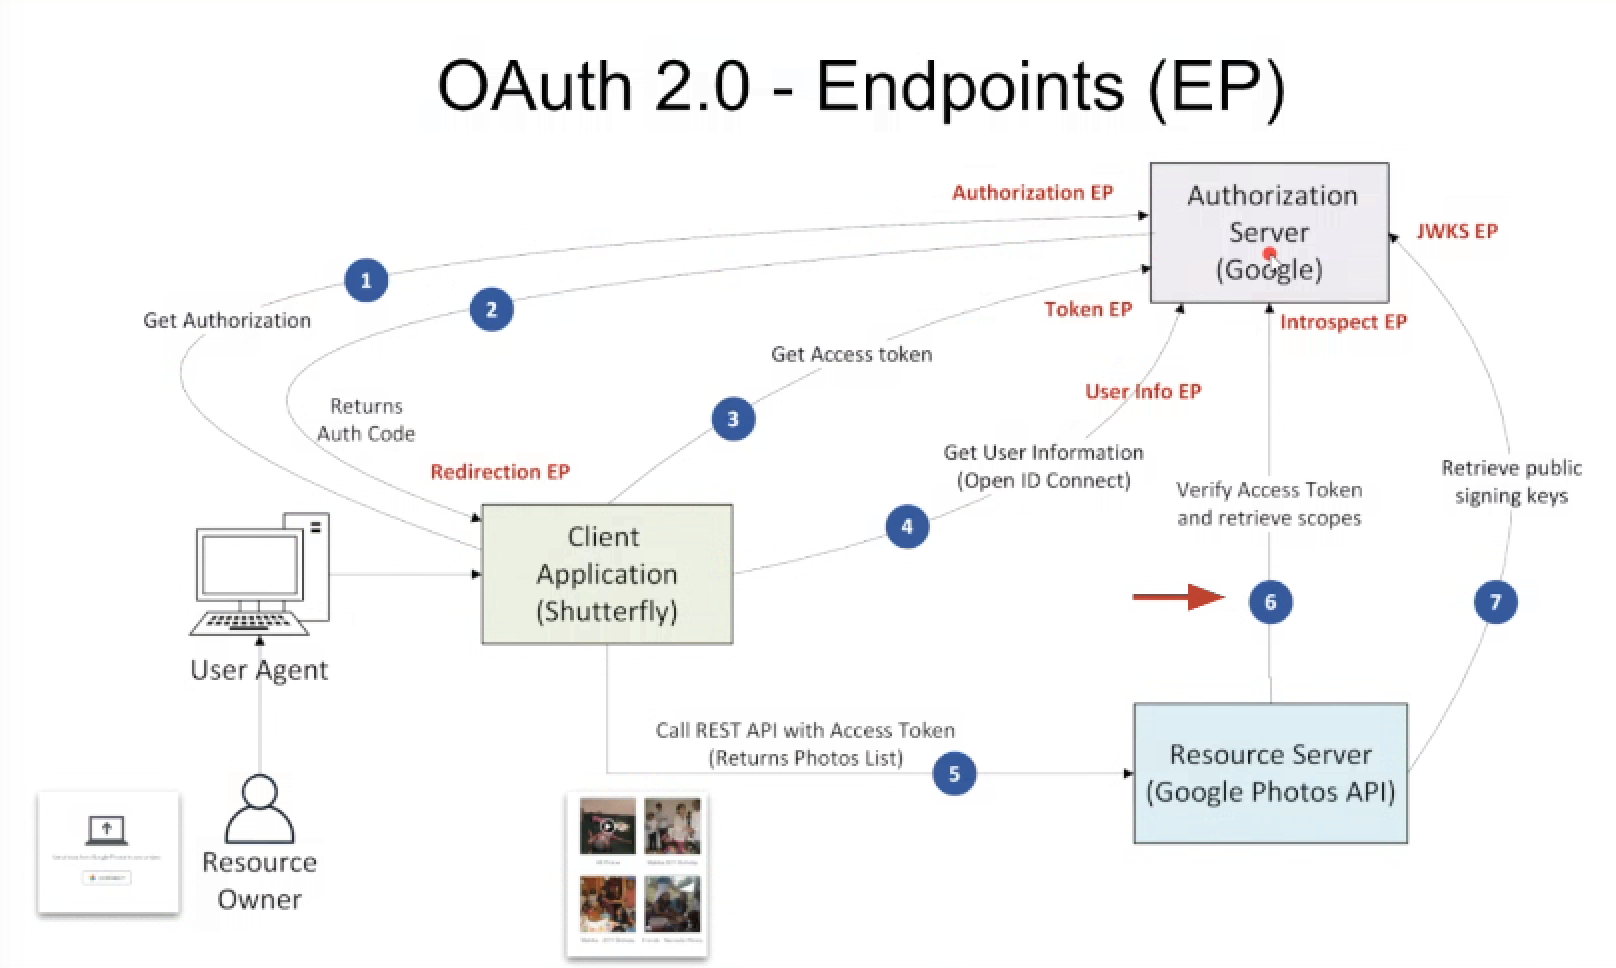 OAuth 2.0 - Endpoints (EP)
Authorization EP
Authorization
Server
(Google)
JWKS EP
1
2
Get Authorization
Token EP
Introspect EP
Get Access token
User Info EP
Returns
Auth Code
3
Redirection EP
Get User Information
(Open ID Connect)
Retrieve public
signing keys
Verify Access Token
and retrieve scopes
4
Client
Application
(Shutterfly)
6
7
User Agent
Call REST API with Access Token
(Returns Photos List)
5
Resource Server
(Google Photos API)
Resource
Owner